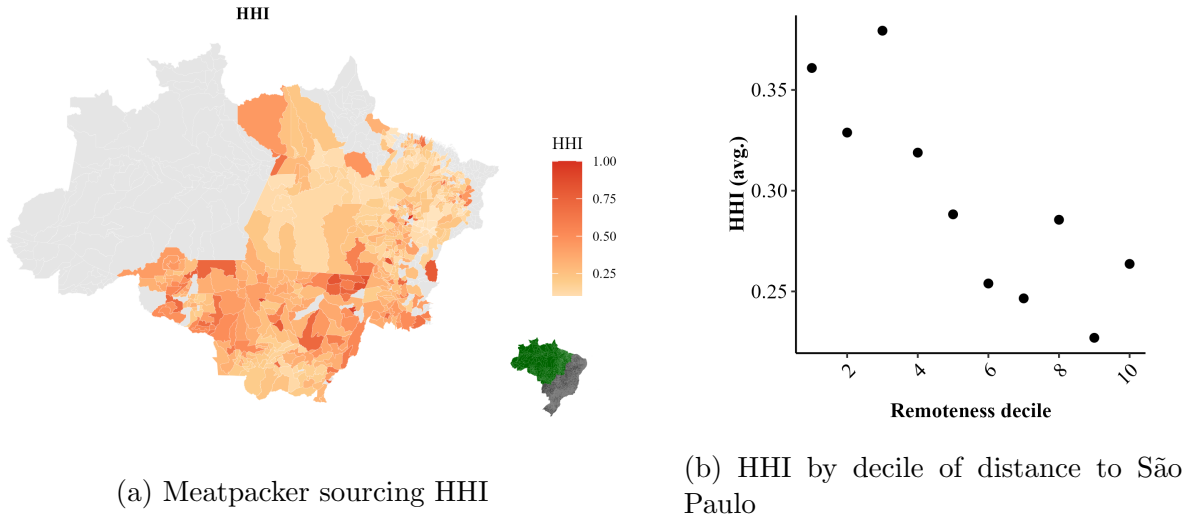 HHI
HHI
1.00
0.75
0.50
0.25
(a) Meatpacker sourcing HHI
HHI (avg.)
0.35
0.30
0.25
2
4
6
8
10
Remoteness decile
(b) HHI by decile of distance to São
Paulo